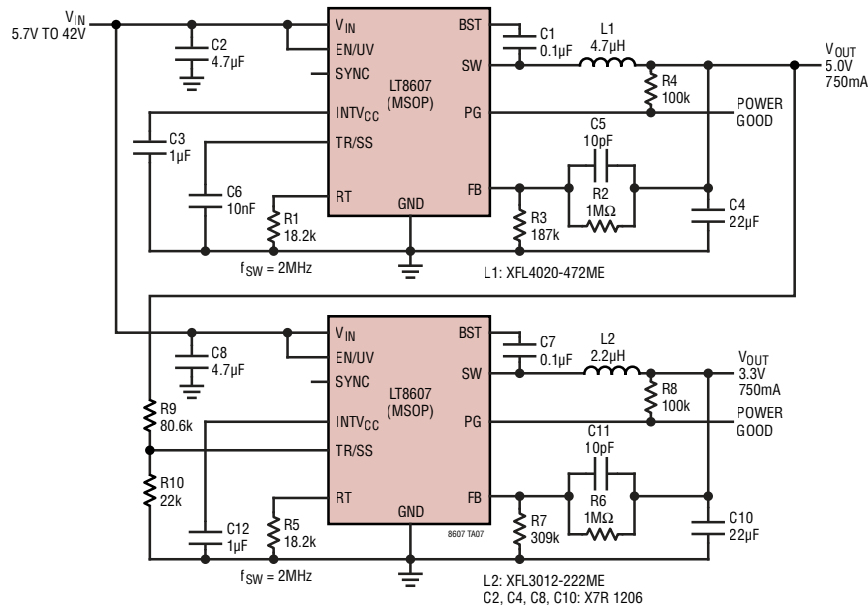 VIN
5.7V TO 42V
C2
4.7µF
VIN
EN/UV
SYNC
INTVCC
TR/SS
RT
LT8607
(MSOP)
GND
BST
SW
PG
FB
C1
0.1µF
L1
4.7µH
R4
100k
VOUT
5.0V
750mA
POWER
GOOD
C3
1µF
C6
10nF
R1
18.2k
C5
10pF
R2
1MΩ
R3
187k
C4
22µF
fSW = 2MHz
L1: XFL4020-472ME
C8
4.7µF
VIN
EN/UV
SYNC
INTVCC
TR/SS
RT
LT8607
(MSOP)
GND
BST
SW
PG
FB
C7
0.1µF
L2
2.2µH
R8
100k
VOUT
3.3V
750mA
POWER
GOOD
R9
80.6k
R10
22k
C12
1µF
R5
18.2k
C11
10pF
R6
1MΩ
R7
309k
C10
22µF
8607 TA07
fSW = 2MHz
L2: XFL3012-222ME
C2, C4, C8, C10: X7R 1206